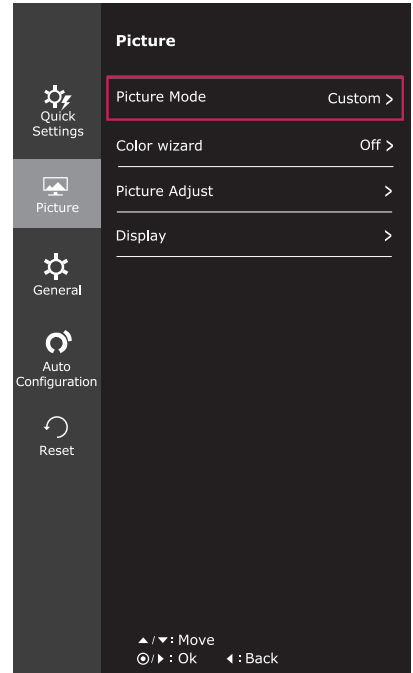 Picture
Quick
Settings
Picture
General
Auto
Configuration
Reset
Picture Mode Custom >
Color wizard Off >
Picture Adjust >
Display >
▲/▼: Move
◉/▶ : Ok ◀ : Back